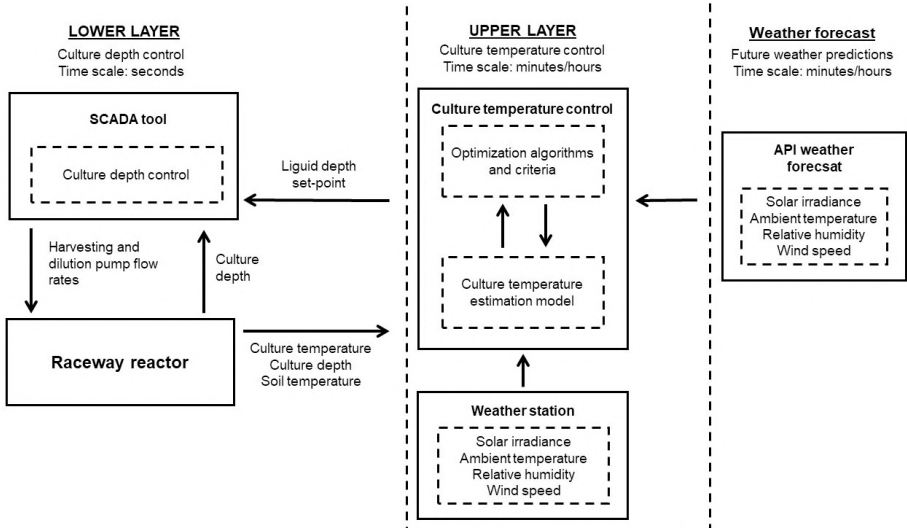 LOWER LAYER
Culture depth control
Time scale: seconds
SCADA tool
Culture depth control
Harvesting and
dilution pump flow
rates
Culture
depth
Raceway reactor
Liguid depth
set-point
Culture temperature
Culture depth
Soil temperature
UPPER LAYER
Culture temperature control
Time scale: minutes/hours
Culture temperature control
Optimization algorithms
and criteria
Culture temperature
estimation model
Weather station
Solar irradiance
Ambient temperature
Relative humidity
Wind speed
Weather forecast
Future weather predictions
Time scale: minutes/hours
API weather
forecsat
Solar irradiance
Ambient temperature
Relative humidity
Wind speed